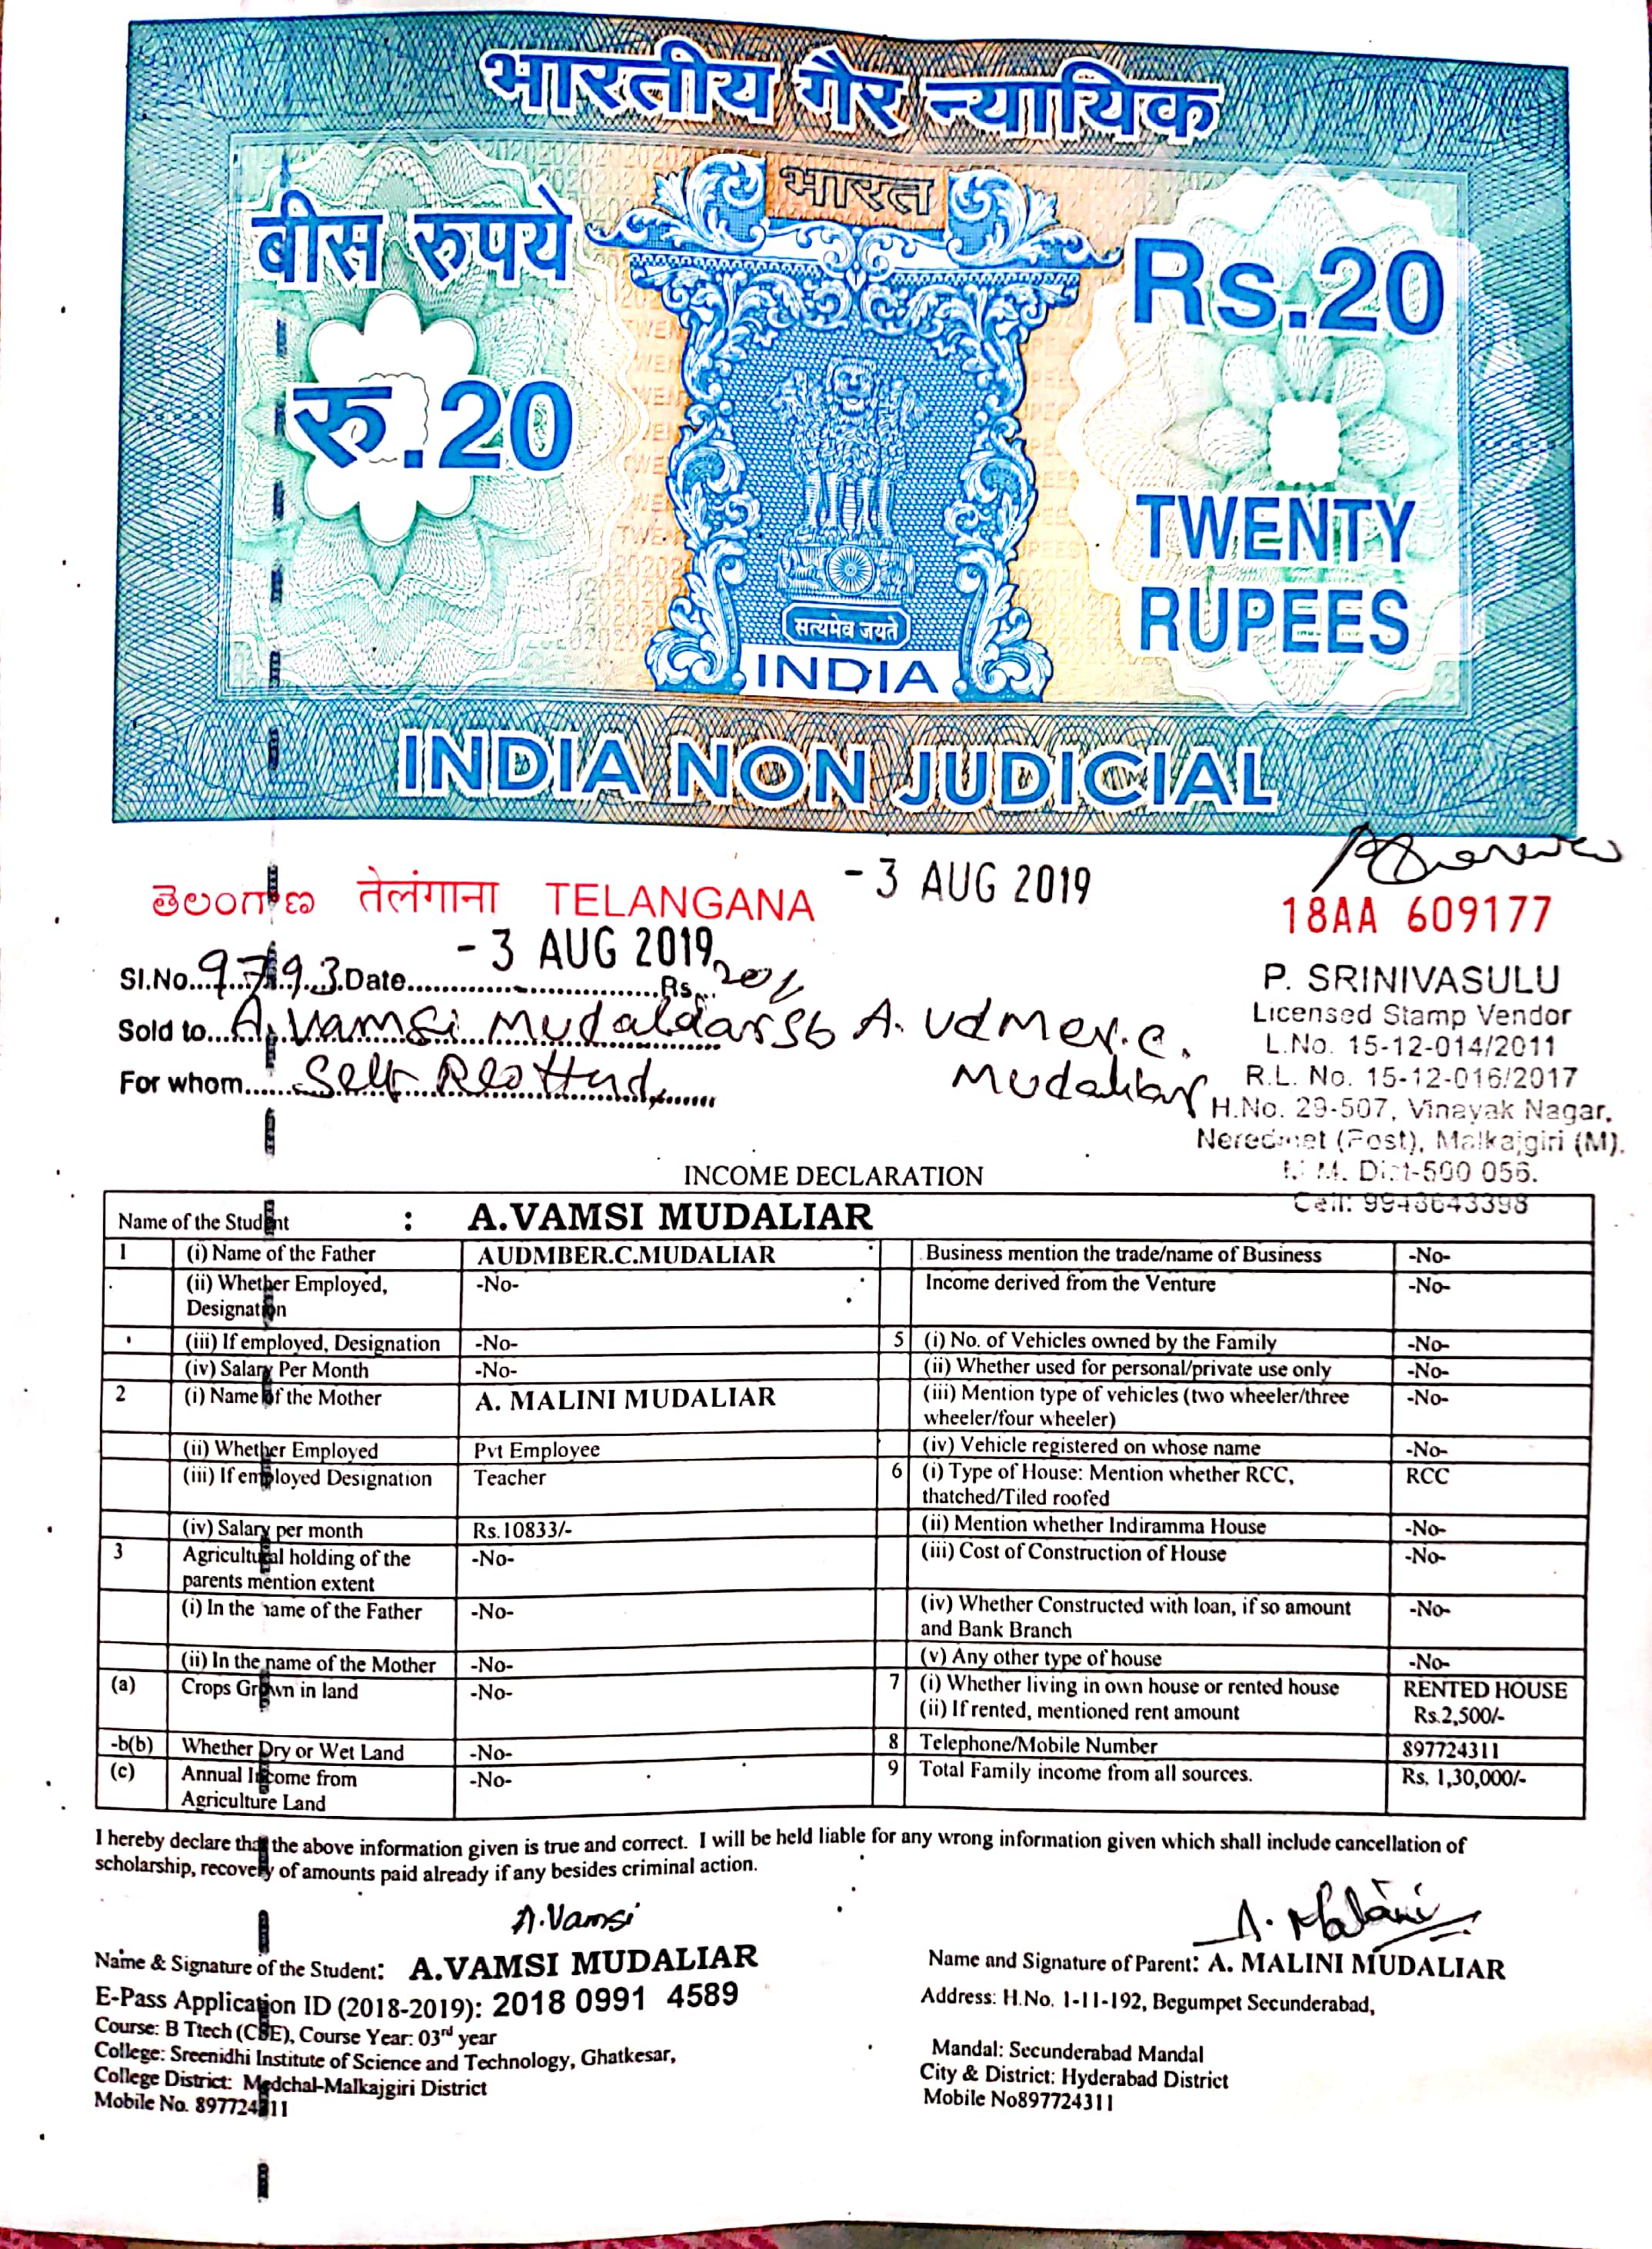 भारतीय गैर न्यायिक
भारत
बीस रुपये
रु.20
Rs.20
TWENTY
RUPEES
सत्यमेव जयते
INDIA
INDIA NON JUDICIAL
తెలంగాణ तेलंगाना TELANGANA
- 3 AUG 2019
18AA 609177
- 3 AUG 2019
Sl.No. 9793 Date Rs. 20/-
Sold to A. Vamsi Mudaldar S/o A. Udmer.C.
Mudaliar
For whom Self
P. SRINIVASULU
Licensed Stamp Vendor
L.No. 15-12-014/2011
R.L. No. 15-12-016/2017
H.No. 29-507, Vinayak Nagar,
Neredmet (Post), Malkajgiri (M).
Dist-500 056.
Cell: 9948643398
INCOME DECLARATION
Name of the Student : A.VAMSI MUDALIAR
1 (i) Name of the Father AUDMBER.C.MUDALIAR Business mention the trade/name of Business -No-
(ii) Whether Employed, Designation -No- Income derived from the Venture -No-
(iii) If employed, Designation -No- 5 (i) No. of Vehicles owned by the Family -No-
(iv) Salary Per Month -No- (ii) Whether used for personal/private use only -No-
2 (i) Name of the Mother A. MALINI MUDALIAR (iii) Mention type of vehicles (two wheeler/three wheeler/four wheeler) -No-
(ii) Whether Employed Pvt Employee (iv) Vehicle registered on whose name -No-
(iii) If employed Designation Teacher 6 (i) Type of House: Mention whether RCC, thatched/Tiled roofed RCC
(iv) Salary per month Rs.10833/- (ii) Mention whether Indiramma House -No-
3 Agricultural holding of the parents mention extent -No- (iii) Cost of Construction of House -No-
(i) In the name of the Father -No- (iv) Whether Constructed with loan, if so amount and Bank Branch -No-
(ii) In the name of the Mother -No- (v) Any other type of house -No-
(a) Crops Grown in land -No- 7 (i) Whether living in own house or rented house RENTED HOUSE
(ii) If rented, mentioned rent amount Rs.2,500/-
-b(b) Whether Dry or Wet Land -No- 8 Telephone/Mobile Number 897724311
(c) Annual Income from Agriculture Land -No- 9 Total Family income from all sources. Rs, 1,30,000/-
I hereby declare that the above information given is true and correct. I will be held liable for any wrong information given which shall include cancellation of
scholarship, recovery of amounts paid already if any besides criminal action.
A.Vamsi
A. Malini
Name & Signature of the Student: A.VAMSI MUDALIAR
E-Pass Application ID (2018-2019): 2018 0991 4589
Course: B Ttech (CSE), Course Year: 03rd year
College: Sreenidhi Institute of Science and Technology, Ghatkesar,
College District: Medchal-Malkajgiri District
Mobile No. 897724311
Name and Signature of Parent: A. MALINI MUDALIAR
Address: H.No. 1-11-192, Begumpet Secunderabad,
Mandal: Secunderabad Mandal
City & District: Hyderabad District
Mobile No897724311